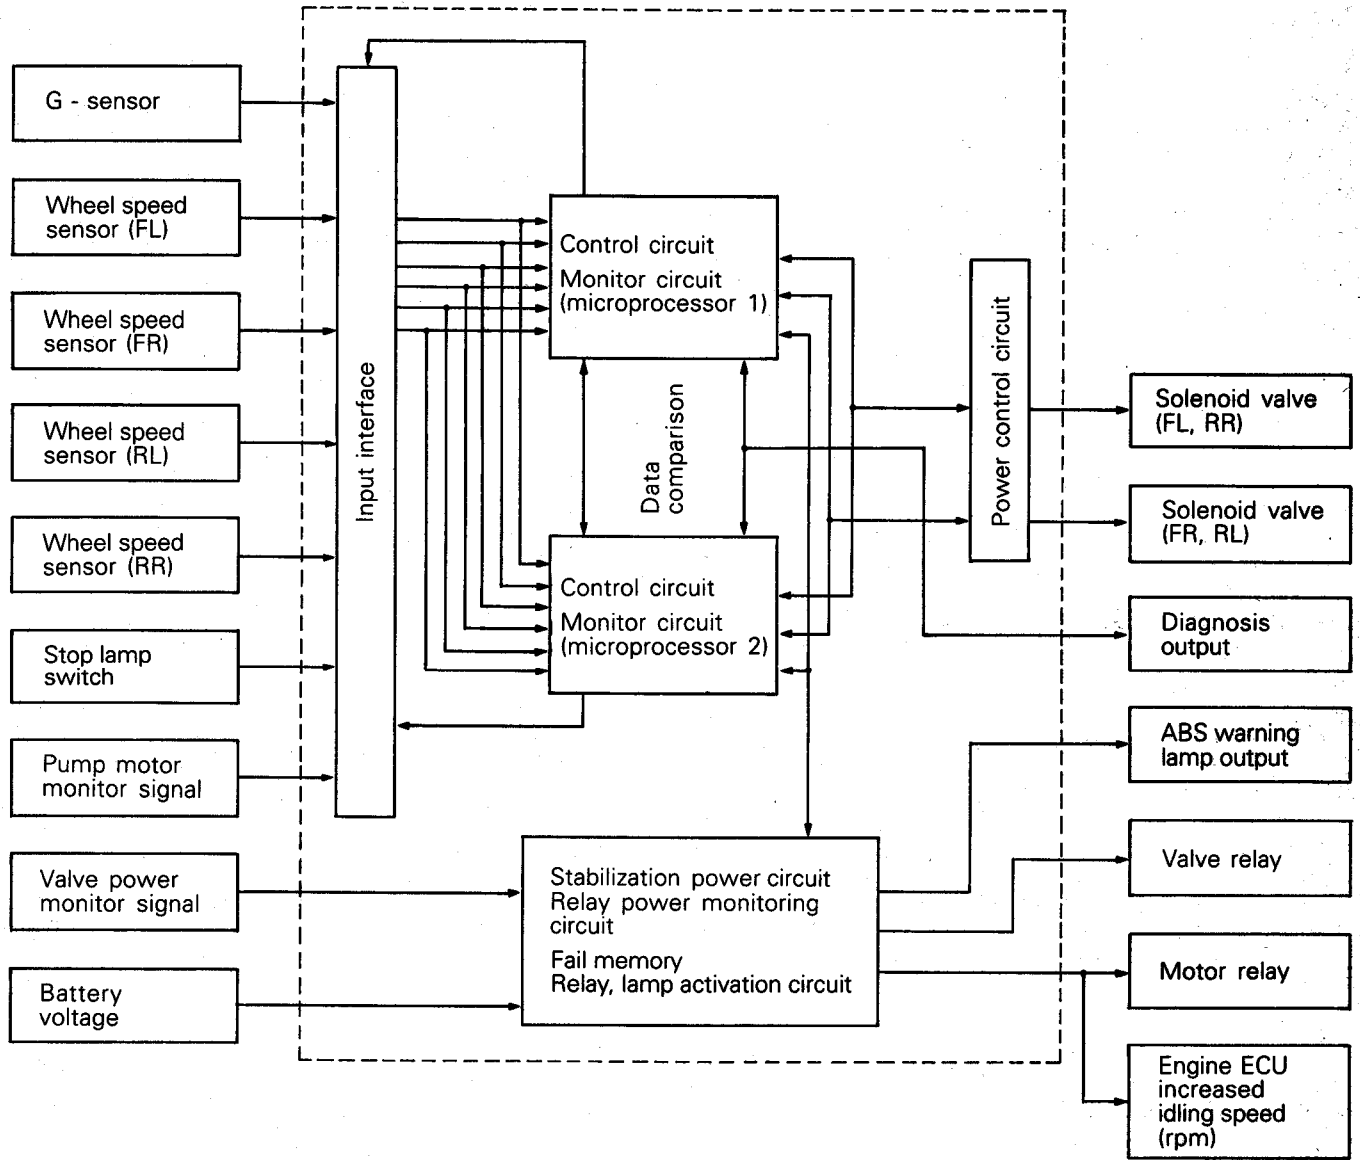 G - sensor
Wheel speed
sensor (FL)
Wheel speed
sensor (FR)
Wheel speed
sensor (RL)
Wheel speed
sensor (RR)
Stop lamp
switch
Pump motor
monitor signal
Valve power
monitor signal
Battery
voltage
Input interface
Control circuit
Monitor circuit
(microprocessor 1)
Data
comparison
Control circuit
Monitor circuit
(microprocessor 2)
Stabilization power circuit
Relay power monitoring
circuit
Fail memory
Relay, lamp activation circuit
Power control circuit
Solenoid valve
(FL, RR)
Solenoid valve
(FR, RL)
Diagnosis
output
ABS warning
lamp output
Valve relay
Motor relay
Engine ECU
increased
idling speed
(rpm)